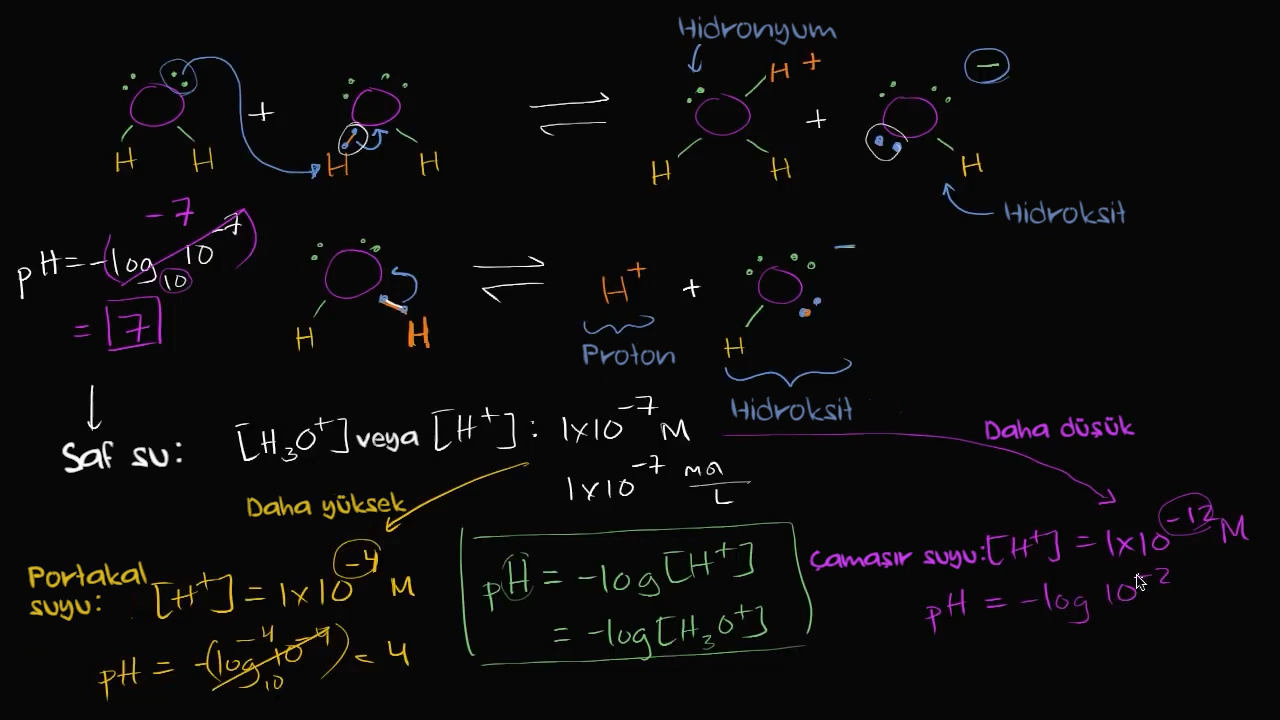 Hidronyum
H +
+ ⇌ + −
H H H H H H H
Hidroksit
−7
pH = -log₁₀ 10⁻⁷
= 7
⇌ H⁺ + −
H H H
Proton
Hidroksit
Saf su: [H₃O⁺] veya [H⁺] : 1x10⁻⁷ M
1x10⁻⁷ mol/L
Daha yüksek
Daha düşük
Portakal suyu: [H⁺] = 1x10⁻⁴ M
pH = -(log₁₀ 10⁻⁴) = 4
−4
pH = -log[H⁺]
= -log[H₃O⁺]
Çamaşır suyu: [H⁺] = 1x10⁻¹² M
pH = -log 10⁻²